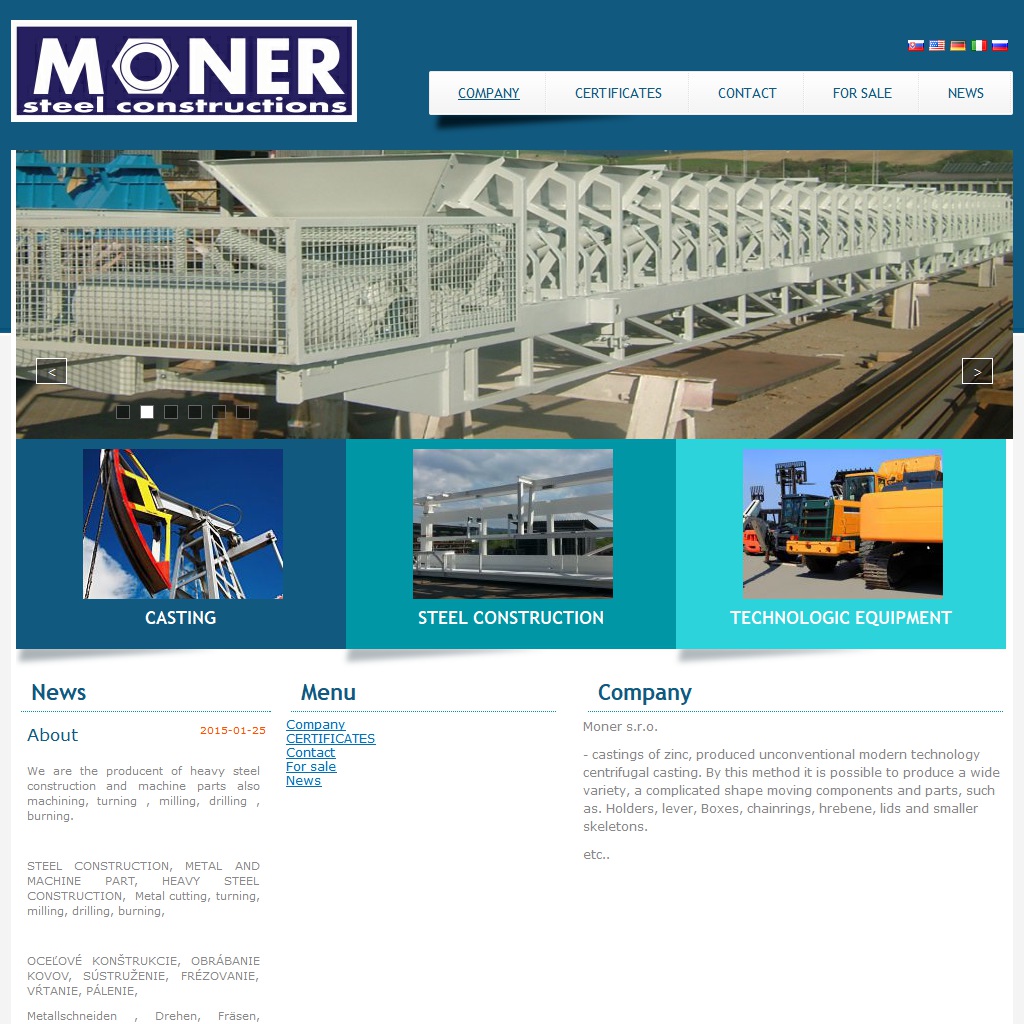 MONER
steel constructions
COMPANY
CERTIFICATES
CONTACT
FOR SALE
NEWS
<
>
CASTING
STEEL CONSTRUCTION
TECHNOLOGIC EQUIPMENT
News
About
2015-01-25
We are the producent of heavy steel
construction and machine parts also
machining, turning , milling, drilling ,
burning.
STEEL CONSTRUCTION, METAL AND
MACHINE PART, HEAVY STEEL
CONSTRUCTION, Metal cutting, turning,
milling, drilling, burning,
OCEĽOVÉ KONŠTRUKCIE, OBRÁBANIE
KOVOV, SÚSTRUŽENIE, FRÉZOVANIE,
VŔTANIE, PÁLENIE,
Metallschneiden , Drehen, Fräsen,
Menu
Company
CERTIFICATES
Contact
For sale
News
Company
Moner s.r.o.
- castings of zinc, produced unconventional modern technology
centrifugal casting. By this method it is possible to produce a wide
variety, a complicated shape moving components and parts, such
as. Holders, lever, Boxes, chainrings, hrebene, lids and smaller
skeletons.
etc..